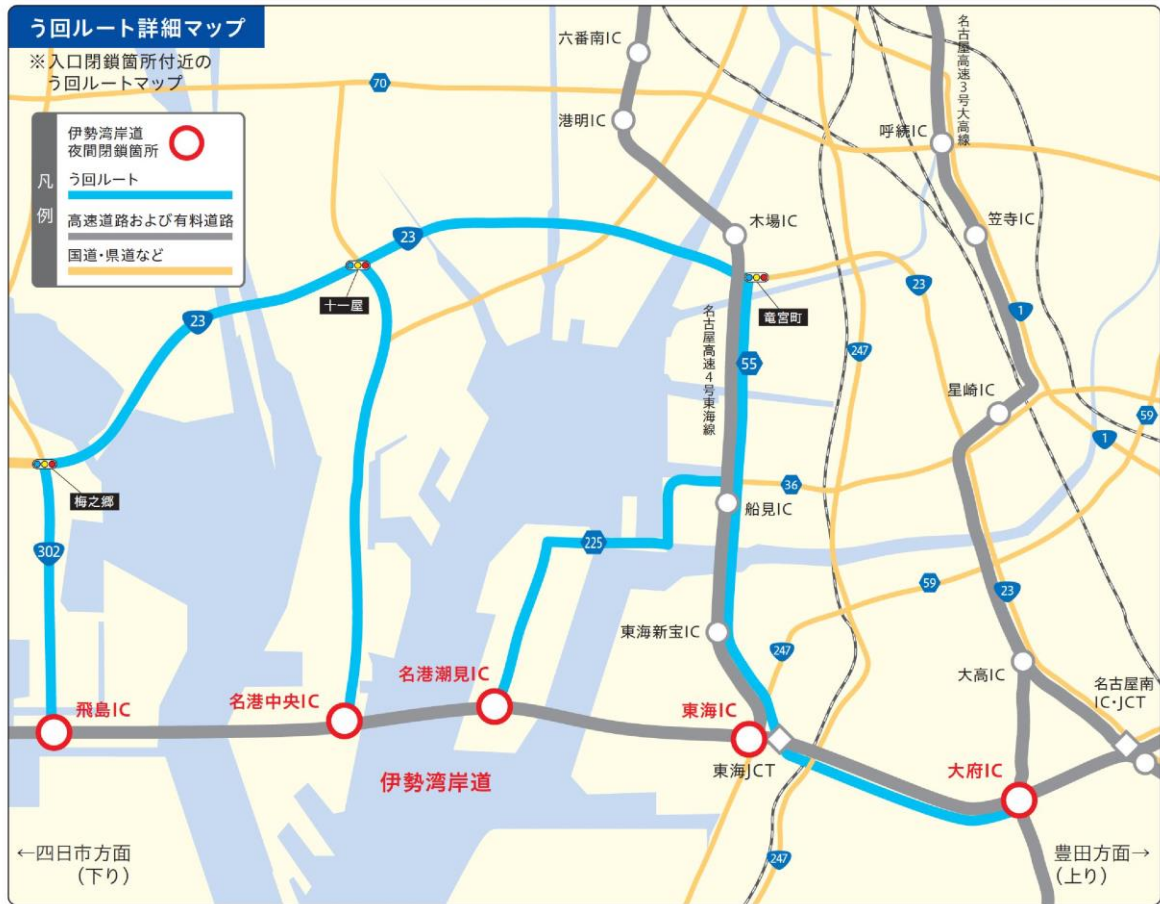 う回ルート詳細マップ
※入口閉鎖箇所付近の
う回ルートマップ
凡例
伊勢湾岸道
夜間閉鎖箇所
う回ルート
高速道路および有料道路
国道・県道など
六番南IC
70
港明IC
名古屋高速3号大高線
呼続IC
木場IC
笠寺IC
23
十一屋
竜宮町
23
1
23
名古屋高速4号東海線
55
247
星崎IC
59
1
梅之郷
36
船見IC
302
225
59
23
東海新宝IC
247
大高IC
名古屋南
IC・JCT
名港潮見IC
名港中央IC
飛島IC
東海IC
東海JCT
大府IC
伊勢湾岸道
←四日市方面
(下り)
247
豊田方面→
(上り)